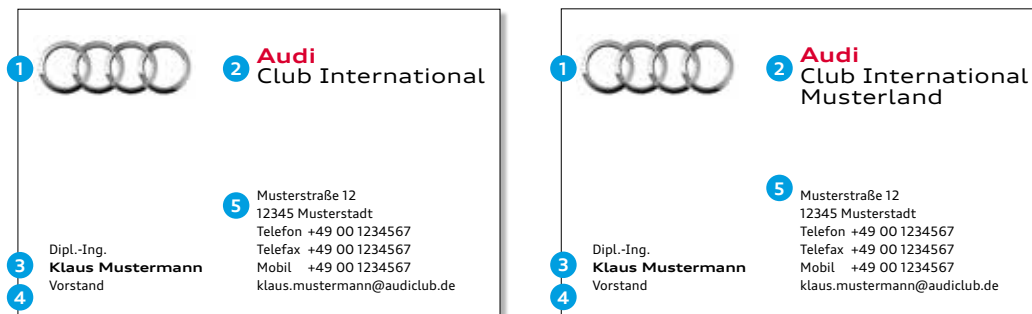 1
2
Audi
Club International
5
Musterstraße 12
12345 Musterstadt
Telefon +49 00 1234567
Telefax +49 00 1234567
Mobil +49 00 1234567
klaus.mustermann@audiclub.de
Dipl.-Ing.
3
Klaus Mustermann
Vorstand
4
1
2
Audi
Club International
Musterland
5
Musterstraße 12
12345 Musterstadt
Telefon +49 00 1234567
Telefax +49 00 1234567
Mobil +49 00 1234567
klaus.mustermann@audiclub.de
Dipl.-Ing.
3
Klaus Mustermann
Vorstand
4